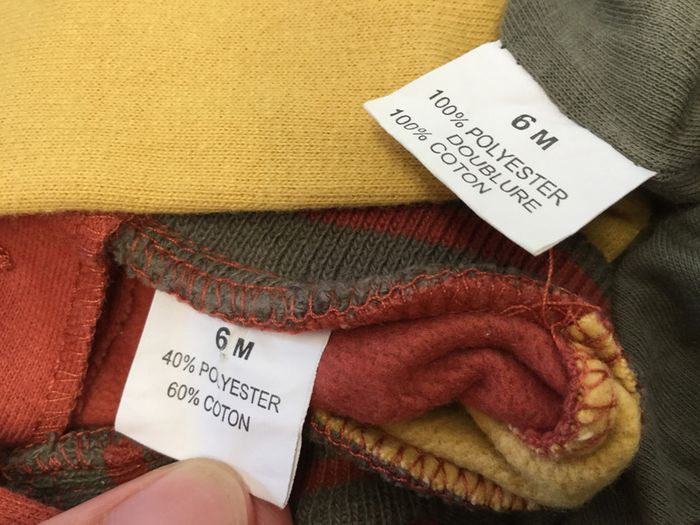 6 M
100% POLYESTER
DOUBLURE
100% COTON
6 M
40% POLYESTER
60% COTON